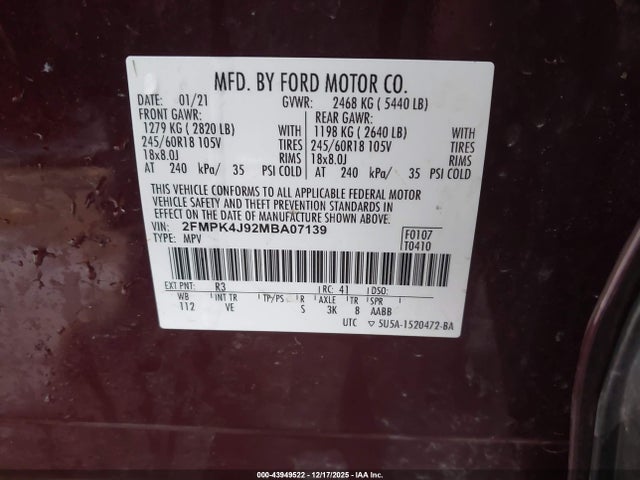 MFD. BY FORD MOTOR CO.
DATE: 01/21 GVWR: 2468 KG ( 5440 LB)
FRONT GAWR: REAR GAWR:
1279 KG ( 2820 LB) WITH 1198 KG ( 2640 LB) WITH
245/60R18 105V TIRES 245/60R18 105V TIRES
18x8.0J RIMS 18x8.0J RIMS
AT 240 kPa/ 35 PSI COLD AT 240 kPa/ 35 PSI COLD
THIS VEHICLE CONFORMS TO ALL APPLICABLE FEDERAL MOTOR
VEHICLE SAFETY AND THEFT PREVENTION STANDARDS IN
EFFECT ON THE DATE OF MANUFACTURE SHOWN ABOVE.
VIN: 2FMPK4J92MBA07139 F0107
TYPE: MPV T0410
EXT PNT: R3 RC: 41 DSO:
WB INT TR TP/PS R AXLE TR SPR
112 VE S 3K 8 AABB
UTC ▽ 5U5A-1520472-BA
000-43949522 - 12/17/2025 - IAA Inc.